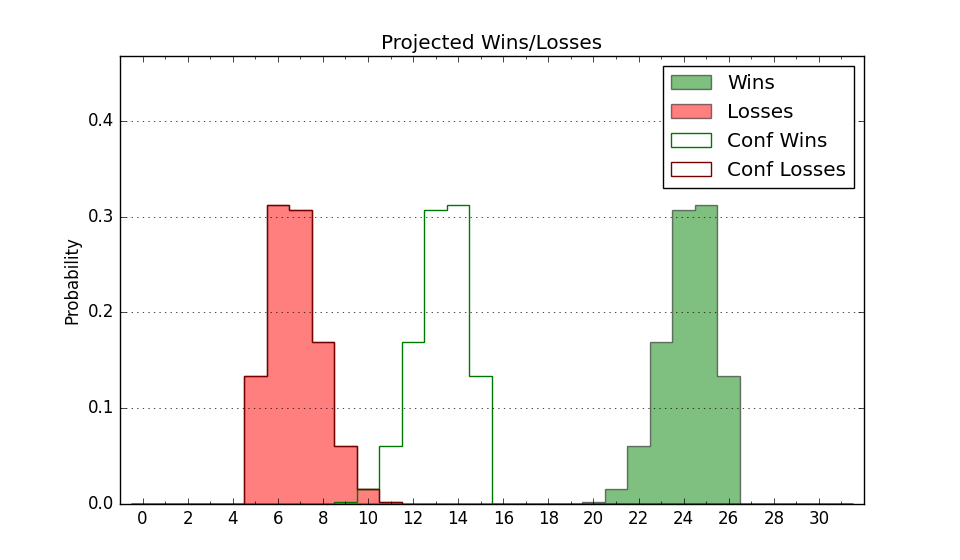 Projected Wins/Losses
Wins
Losses
Conf Wins
Conf Losses
Probability
0.4
0.3
0.2
0.1
0.0
0 2 4 6 8 10 12 14 16 18 20 22 24 26 28 30